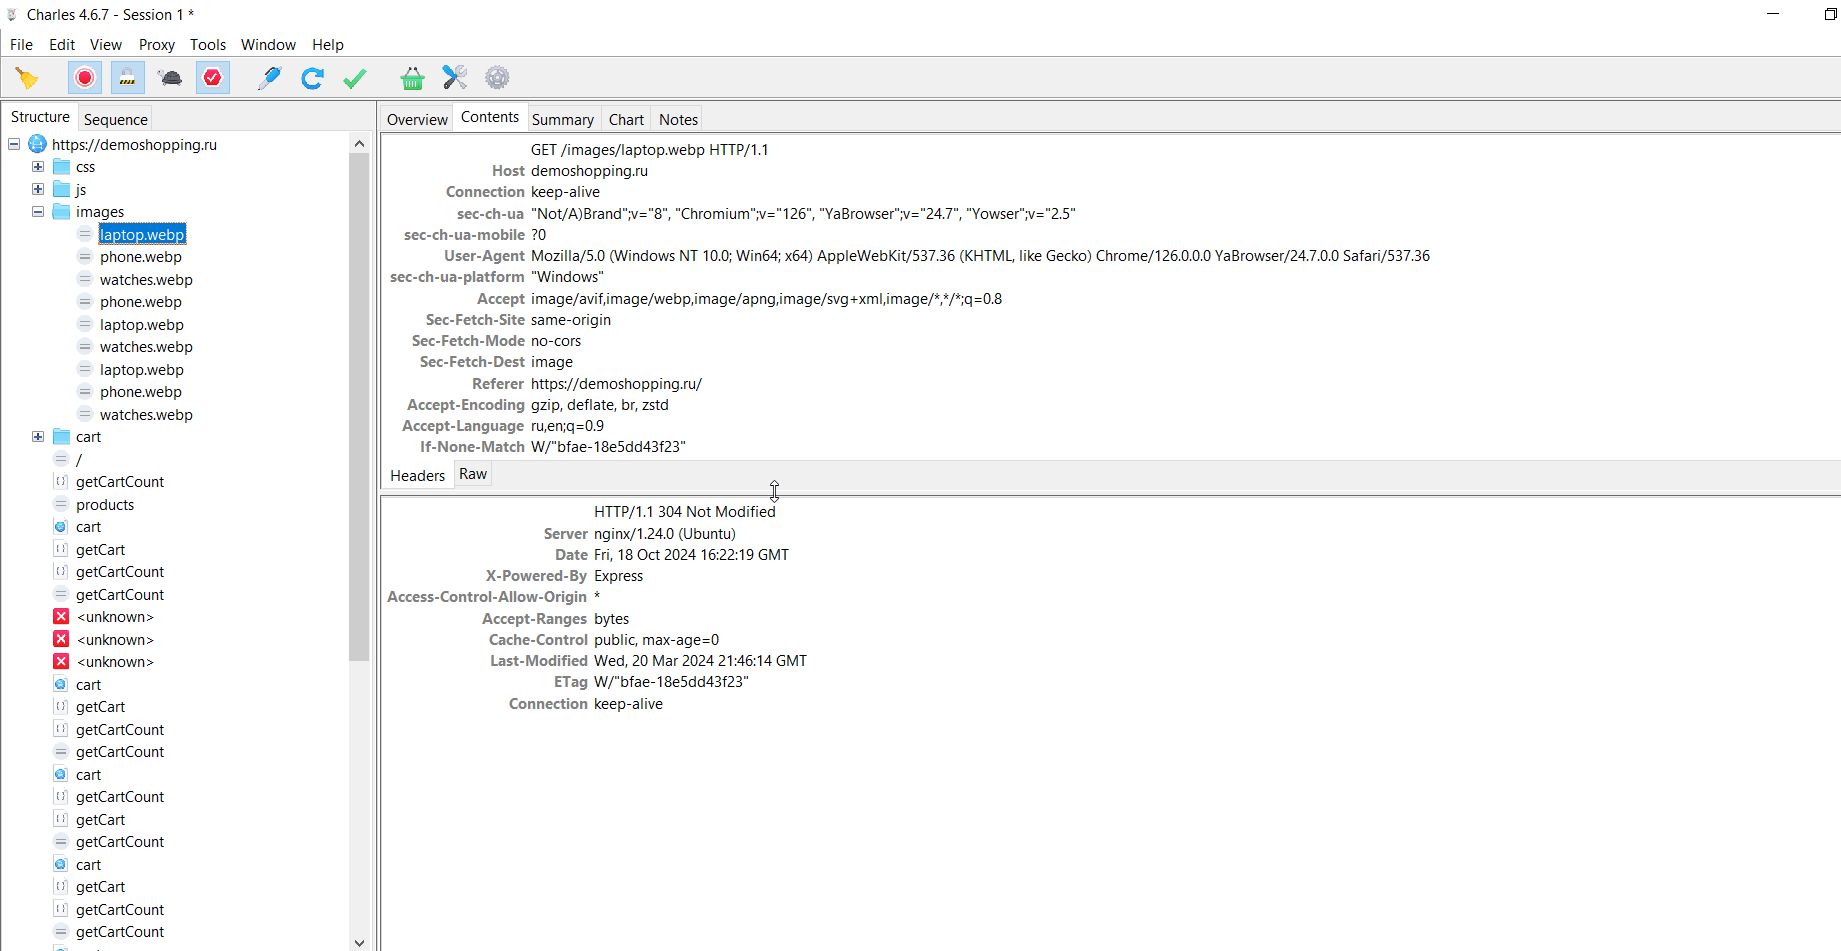 Charles 4.6.7 - Session 1 *
File Edit View Proxy Tools Window Help
Structure Sequence
https://demoshopping.ru
css
js
images
laptop.webp
phone.webp
watches.webp
phone.webp
laptop.webp
watches.webp
laptop.webp
phone.webp
watches.webp
cart
/
getCartCount
products
cart
getCart
getCartCount
getCartCount
<unknown>
<unknown>
<unknown>
cart
getCart
getCartCount
getCartCount
cart
getCartCount
getCart
getCartCount
cart
getCart
getCartCount
getCartCount
Overview Contents Summary Chart Notes
GET /images/laptop.webp HTTP/1.1
Host demoshopping.ru
Connection keep-alive
sec-ch-ua "Not/A)Brand";v="8", "Chromium";v="126", "YaBrowser";v="24.7", "Yowser";v="2.5"
sec-ch-ua-mobile ?0
User-Agent Mozilla/5.0 (Windows NT 10.0; Win64; x64) AppleWebKit/537.36 (KHTML, like Gecko) Chrome/126.0.0.0 YaBrowser/24.7.0.0 Safari/537.36
sec-ch-ua-platform "Windows"
Accept image/avif,image/webp,image/apng,image/svg+xml,image/*,*/*;q=0.8
Sec-Fetch-Site same-origin
Sec-Fetch-Mode no-cors
Sec-Fetch-Dest image
Referer https://demoshopping.ru/
Accept-Encoding gzip, deflate, br, zstd
Accept-Language ru,en;q=0.9
If-None-Match W/"bfae-18e5dd43f23"
Headers Raw
HTTP/1.1 304 Not Modified
Server nginx/1.24.0 (Ubuntu)
Date Fri, 18 Oct 2024 16:22:19 GMT
X-Powered-By Express
Access-Control-Allow-Origin *
Accept-Ranges bytes
Cache-Control public, max-age=0
Last-Modified Wed, 20 Mar 2024 21:46:14 GMT
ETag W/"bfae-18e5dd43f23"
Connection keep-alive